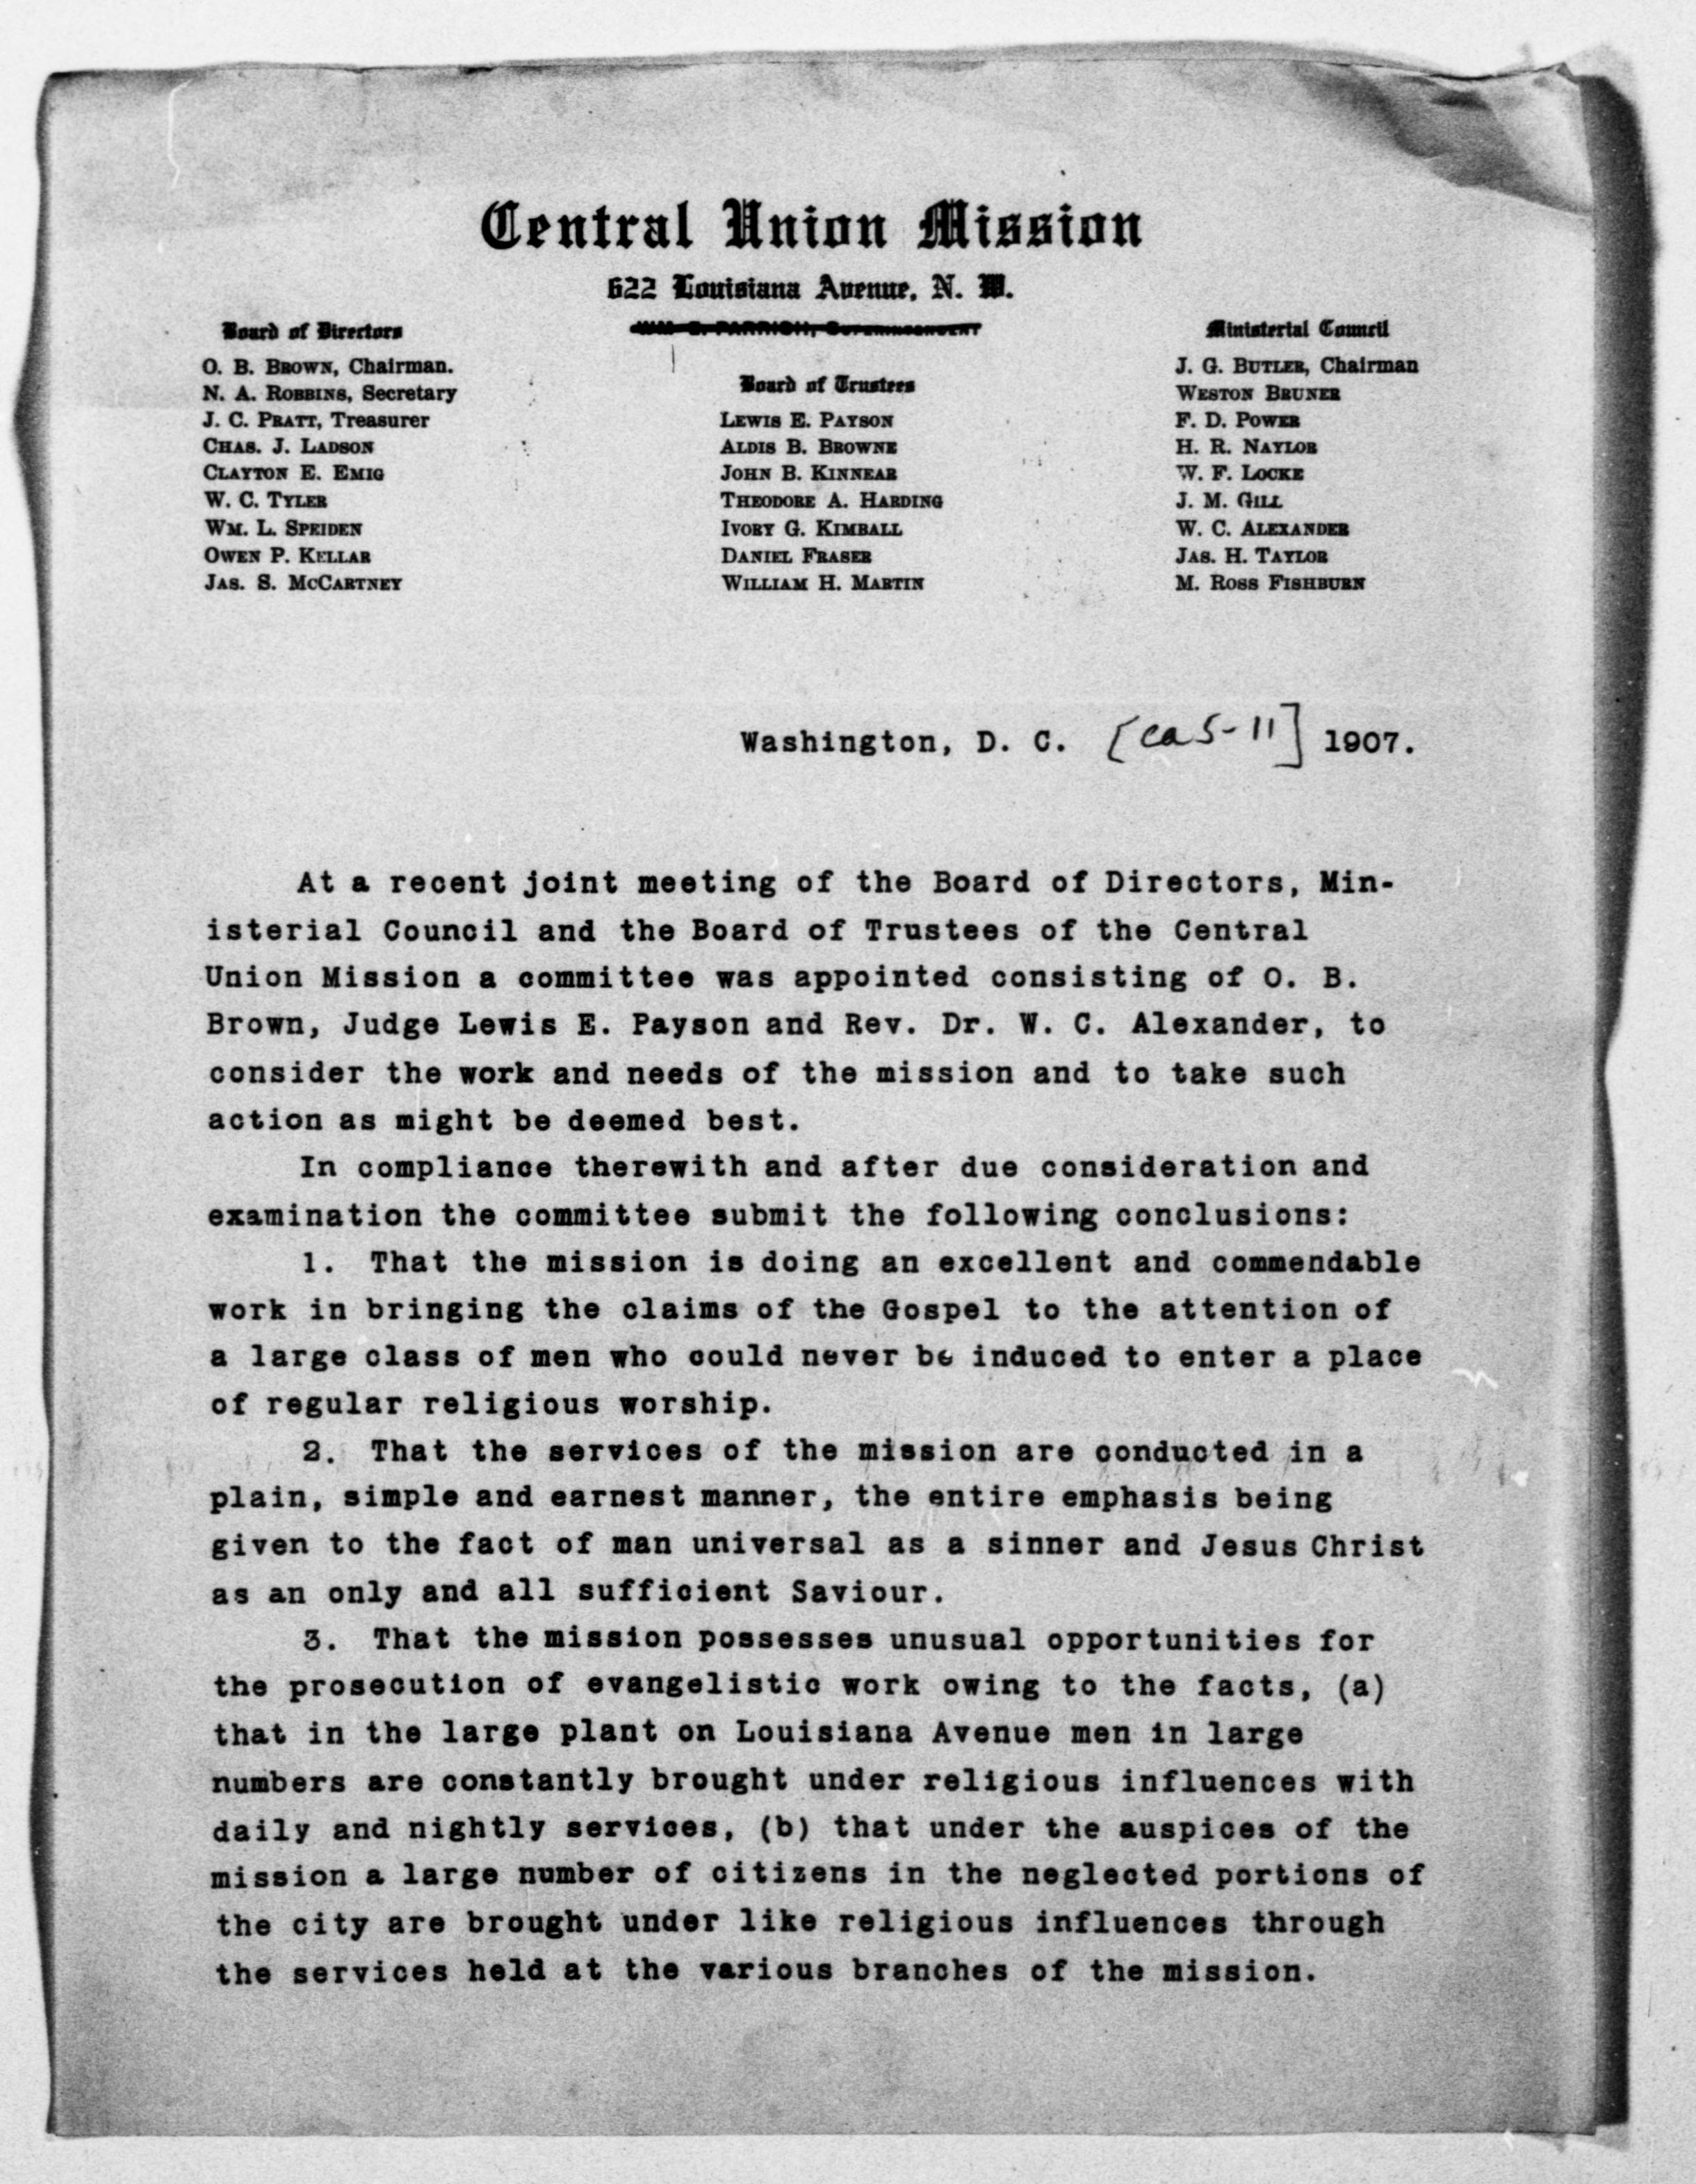 Central Union Mission
622 Louisiana Avenue, N. W.
WM. S. PARRISH, SUPERINTENDENT
Board of Directors
O. B. BROWN, Chairman.
N. A. ROBBINS, Secretary
J. C. PRATT, Treasurer
CHAS. J. LADSON
CLAYTON E. EMIG
W. C. TYLER
WM. L. SPEIDEN
OWEN P. KELLAR
JAS. S. MCCARTNEY
Board of Trustees
LEWIS E. PAYSON
ALDIS B. BROWNE
JOHN B. KINNEAR
THEODORE A. HARDING
IVORY G. KIMBALL
DANIEL FRASER
WILLIAM H. MARTIN
Ministerial Council
J. G. BUTLER, Chairman
WESTON BRUNER
F. D. POWER
H. R. NAYLOR
W. F. LOCKE
J. M. GILL
W. C. ALEXANDER
JAS. H. TAYLOR
M. ROSS FISHBURN
Washington, D. C. [ca 5-11] 1907.
At a recent joint meeting of the Board of Directors, Min-
isterial Council and the Board of Trustees of the Central
Union Mission a committee was appointed consisting of O. B.
Brown, Judge Lewis E. Payson and Rev. Dr. W. C. Alexander, to
consider the work and needs of the mission and to take such
action as might be deemed best.
In compliance therewith and after due consideration and
examination the committee submit the following conclusions:
1. That the mission is doing an excellent and commendable
work in bringing the claims of the Gospel to the attention of
a large class of men who could never be induced to enter a place
of regular religious worship.
2. That the services of the mission are conducted in a
plain, simple and earnest manner, the entire emphasis being
given to the fact of man universal as a sinner and Jesus Christ
as an only and all sufficient Saviour.
3. That the mission possesses unusual opportunities for
the prosecution of evangelistic work owing to the facts, (a)
that in the large plant on Louisiana Avenue men in large
numbers are constantly brought under religious influences with
daily and nightly services, (b) that under the auspices of the
mission a large number of citizens in the neglected portions of
the city are brought under like religious influences through
the services held at the various branches of the mission.